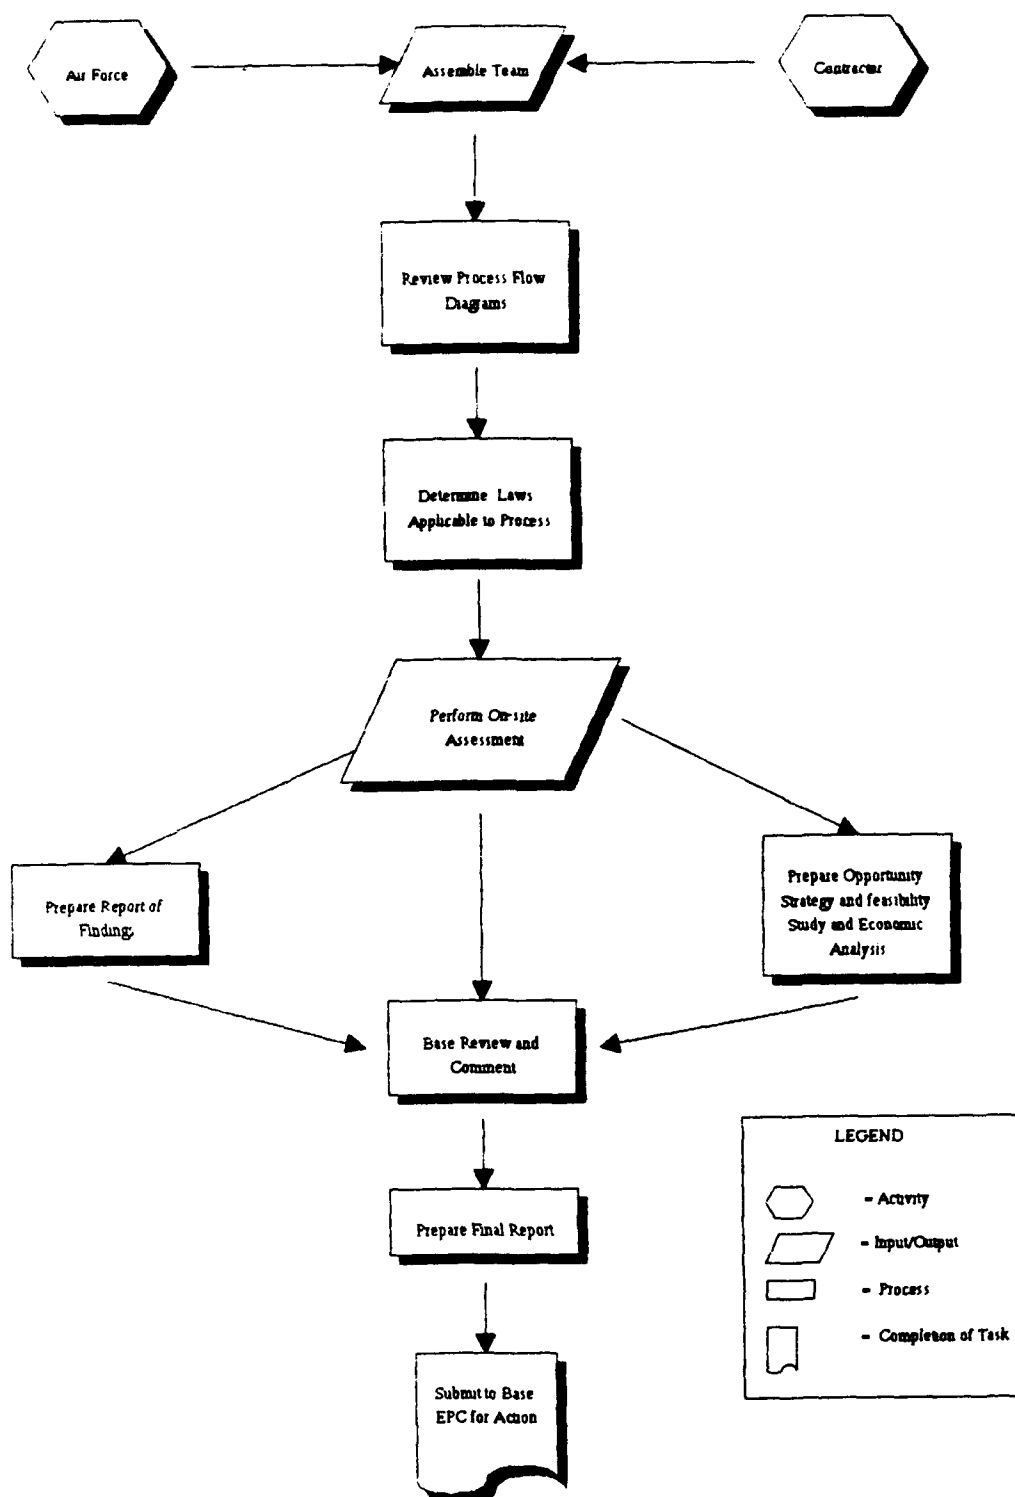 Air Force
Assemble Team
Contractor
Review Process Flow
Diagrams
Determine Laws
Applicable to Process
Perform On-site
Assessment
Prepare Report of
Findings
Prepare Opportunity
Strategy and feasibility
Study and Economic
Analysis
Base Review and
Comment
Prepare Final Report
Submit to Base
EPC for Action
LEGEND
= Activity
= Input/Output
= Process
= Completion of Task